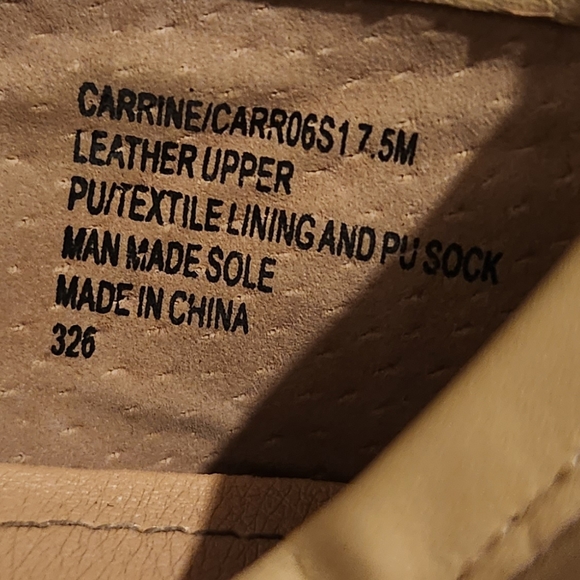 CARRINE/CARR06S1 7.5M
LEATHER UPPER
PU/TEXTILE LINING AND PU SOCK
MAN MADE SOLE
MADE IN CHINA
326